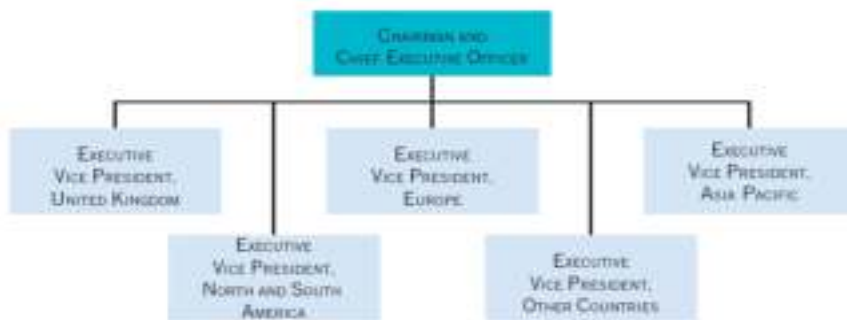 CHAIRMAN AND
CHIEF EXECUTIVE OFFICER
EXECUTIVE
VICE PRESIDENT,
UNITED KINGDOM
EXECUTIVE
VICE PRESIDENT,
EUROPE
EXECUTIVE
VICE PRESIDENT,
ASIA PACIFIC
EXECUTIVE
VICE PRESIDENT,
NORTH AND SOUTH
AMERICA
EXECUTIVE
VICE PRESIDENT,
OTHER COUNTRIES